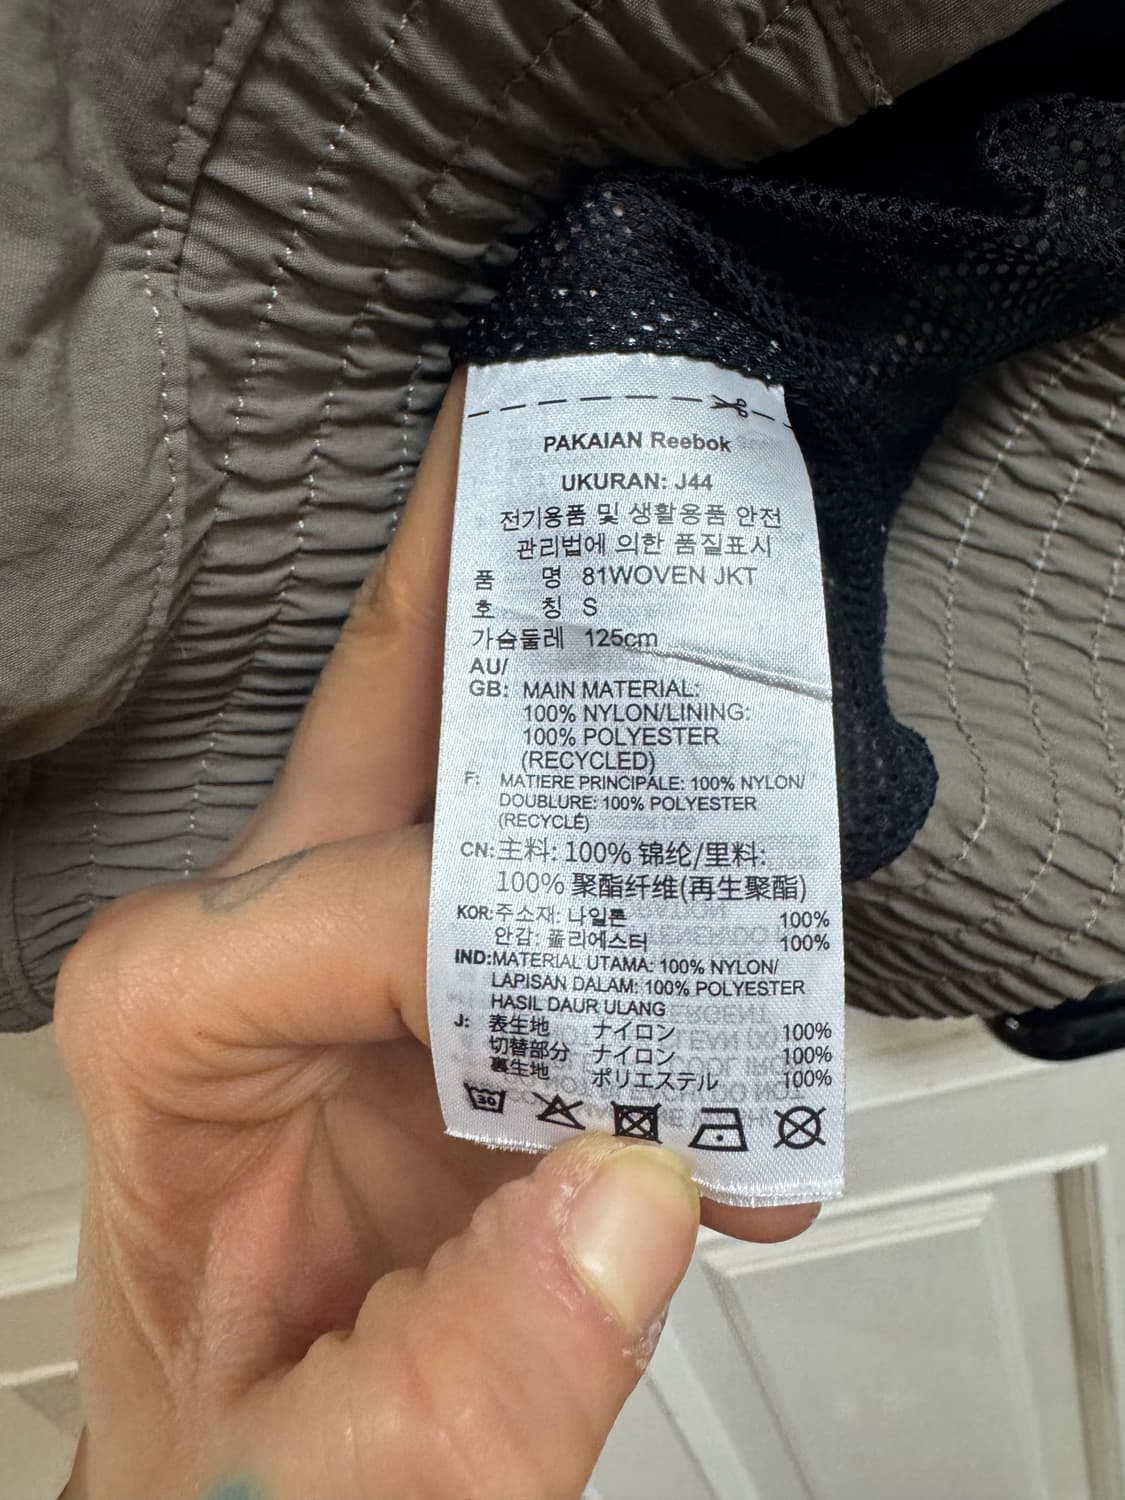 PAKAIAN Reebok
UKURAN: J44
전기용품 및 생활용품 안전
관리법에 의한 품질표시
품 명 81WOVEN JKT
호 칭 S
가슴둘레 125cm
AU/
GB: MAIN MATERIAL:
100% NYLON/LINING:
100% POLYESTER
(RECYCLED)
F: MATIERE PRINCIPALE: 100% NYLON/
DOUBLURE: 100% POLYESTER
(RECYCLÉ)
CN:主料: 100% 锦纶/里料:
100% 聚酯纤维(再生聚酯)
KOR:주소재: 나일론 100%
안감: 폴리에스터 100%
IND:MATERIAL UTAMA: 100% NYLON/
LAPISAN DALAM: 100% POLYESTER
HASIL DAUR ULANG
J: 表生地 ナイロン 100%
切替部分 ナイロン 100%
裏生地 ポリエステル 100%
30